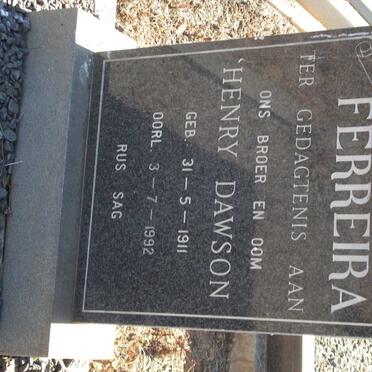 FERREIRA
TER GEDAGTENIS AAN
ONS BROER EN OOM
'HENRY DAWSON
GEB. 31-5-1911
OORL. 3-7-1992
RUS SAG